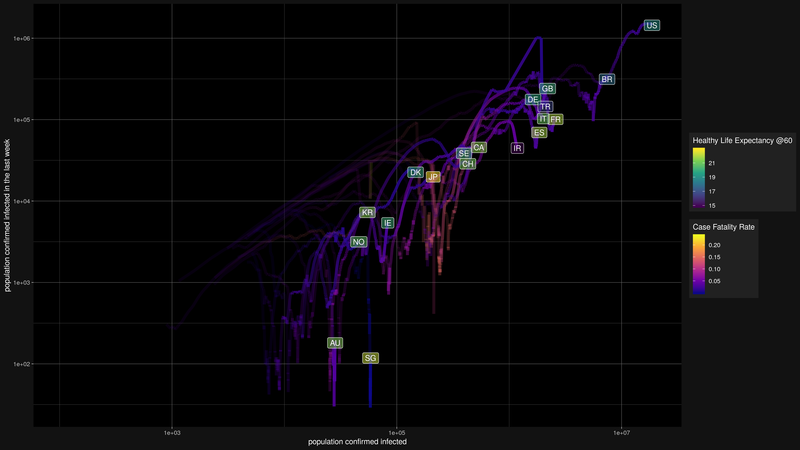 US
BR
GB
DE
TR
IT
FR
ES
IR
CA
SE
CH
DK
JP
KR
IE
NO
AU
SG
1e+06
1e+05
1e+04
1e+03
1e+02
population confirmed infected in the last week
1e+03
1e+05
1e+07
population confirmed infected
Healthy Life Expectancy @60
21
19
17
15
Case Fatality Rate
0.20
0.15
0.10
0.05